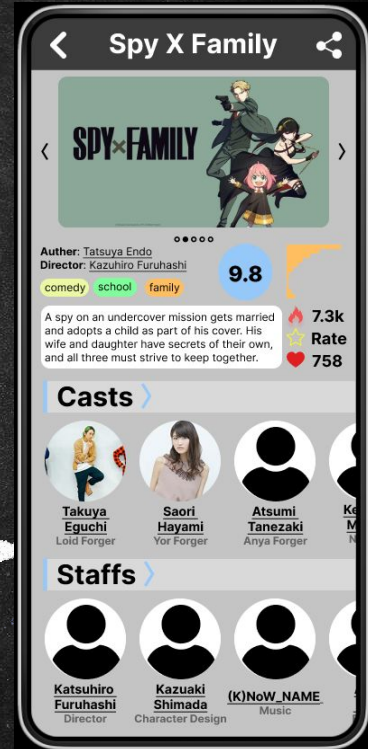 Spy X Family
SPY×FAMILY
Auther: Tatsuya Endo
Director: Kazuhiro Furuhashi
9.8
comedy school family
A spy on an undercover mission gets married
and adopts a child as part of his cover. His
wife and daughter have secrets of their own,
and all three must strive to keep together.
7.3k
Rate
758
Casts
Takuya
Eguchi
Loid Forger
Saori
Hayami
Yor Forger
Atsumi
Tanezaki
Anya Forger
Ke
M
N
Staffs
Katsuhiro
Furuhashi
Director
Kazuaki
Shimada
Character Design
(K)NoW_NAME
Music